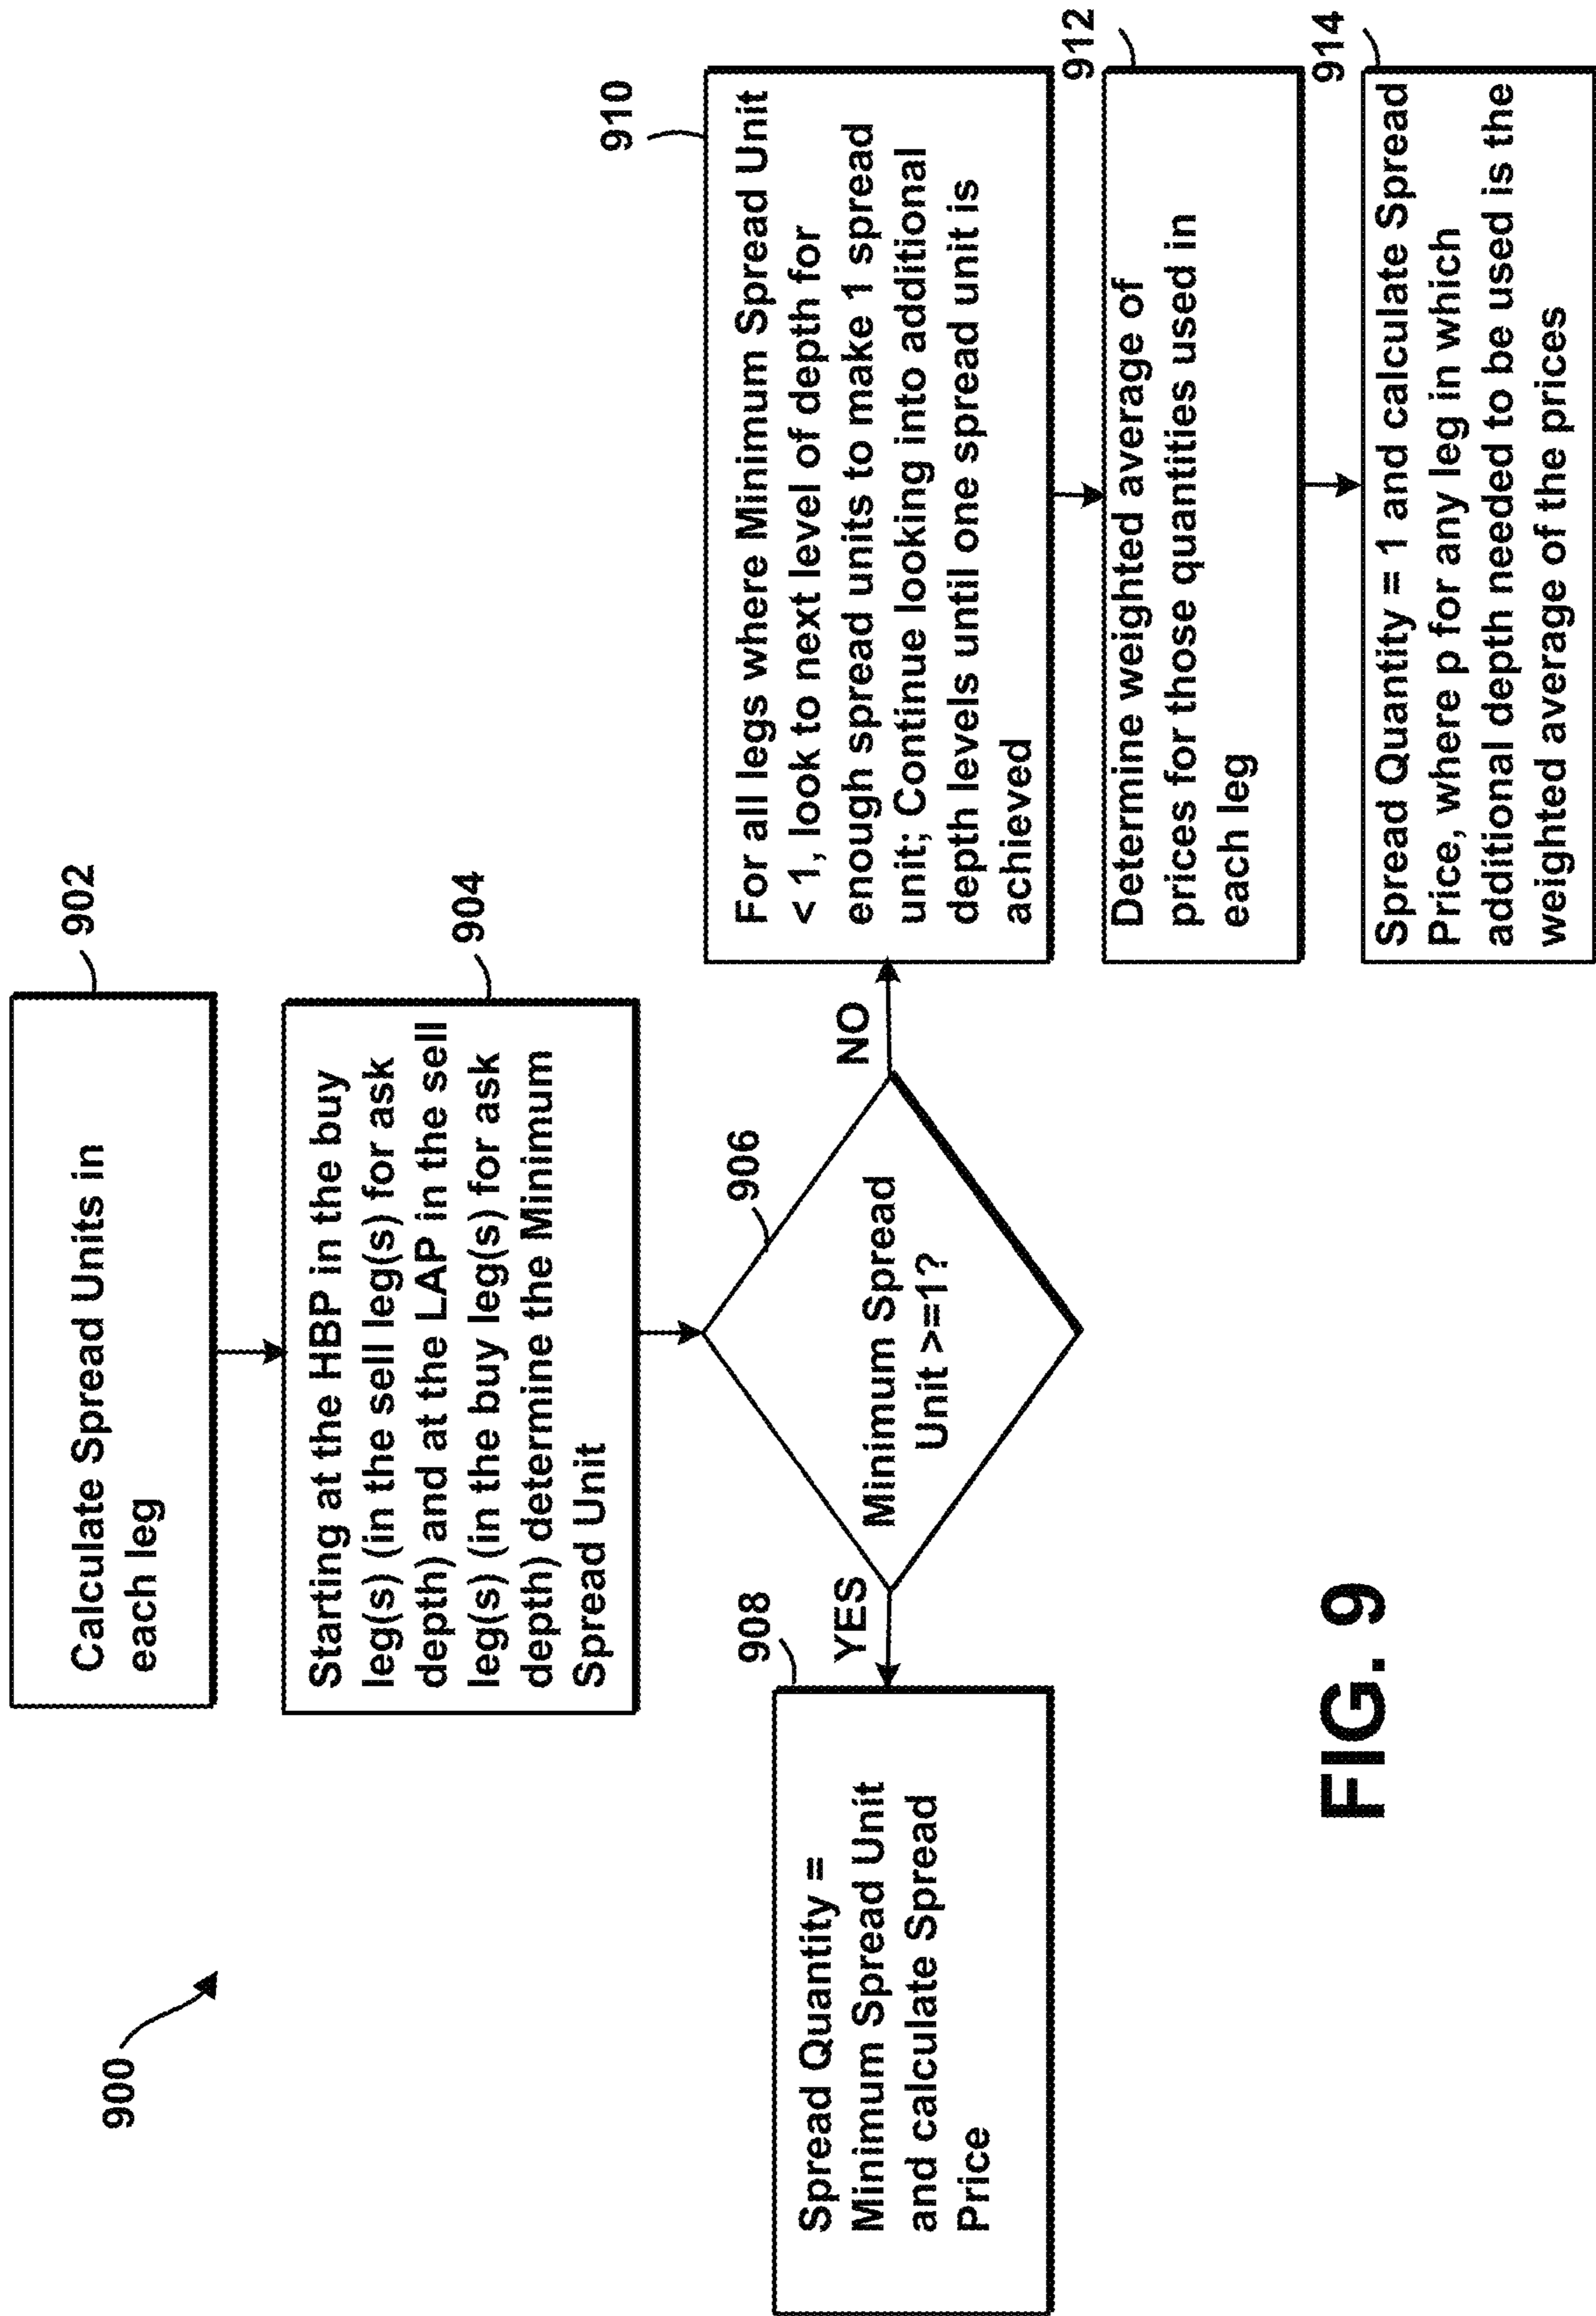 900
902
Calculate Spread Units in
each leg
904
Starting at the HBP in the buy
leg(s) (in the sell leg(s) for ask
depth) and at the LAP in the sell
leg(s) (in the buy leg(s) for ask
depth) determine the Minimum
Spread Unit
906
Minimum Spread
Unit >=1?
YES
908
Spread Quantity =
Minimum Spread Unit
and calculate Spread
Price
NO
910
For all legs where Minimum Spread Unit
< 1, look to next level of depth for
enough spread units to make 1 spread
unit; Continue looking into additional
depth levels until one spread unit is
achieved
912
Determine weighted average of
prices for those quantities used in
each leg
914
Spread Quantity = 1 and calculate Spread
Price, where p for any leg in which
additional depth needed to be used is the
weighted average of the prices
FIG. 9